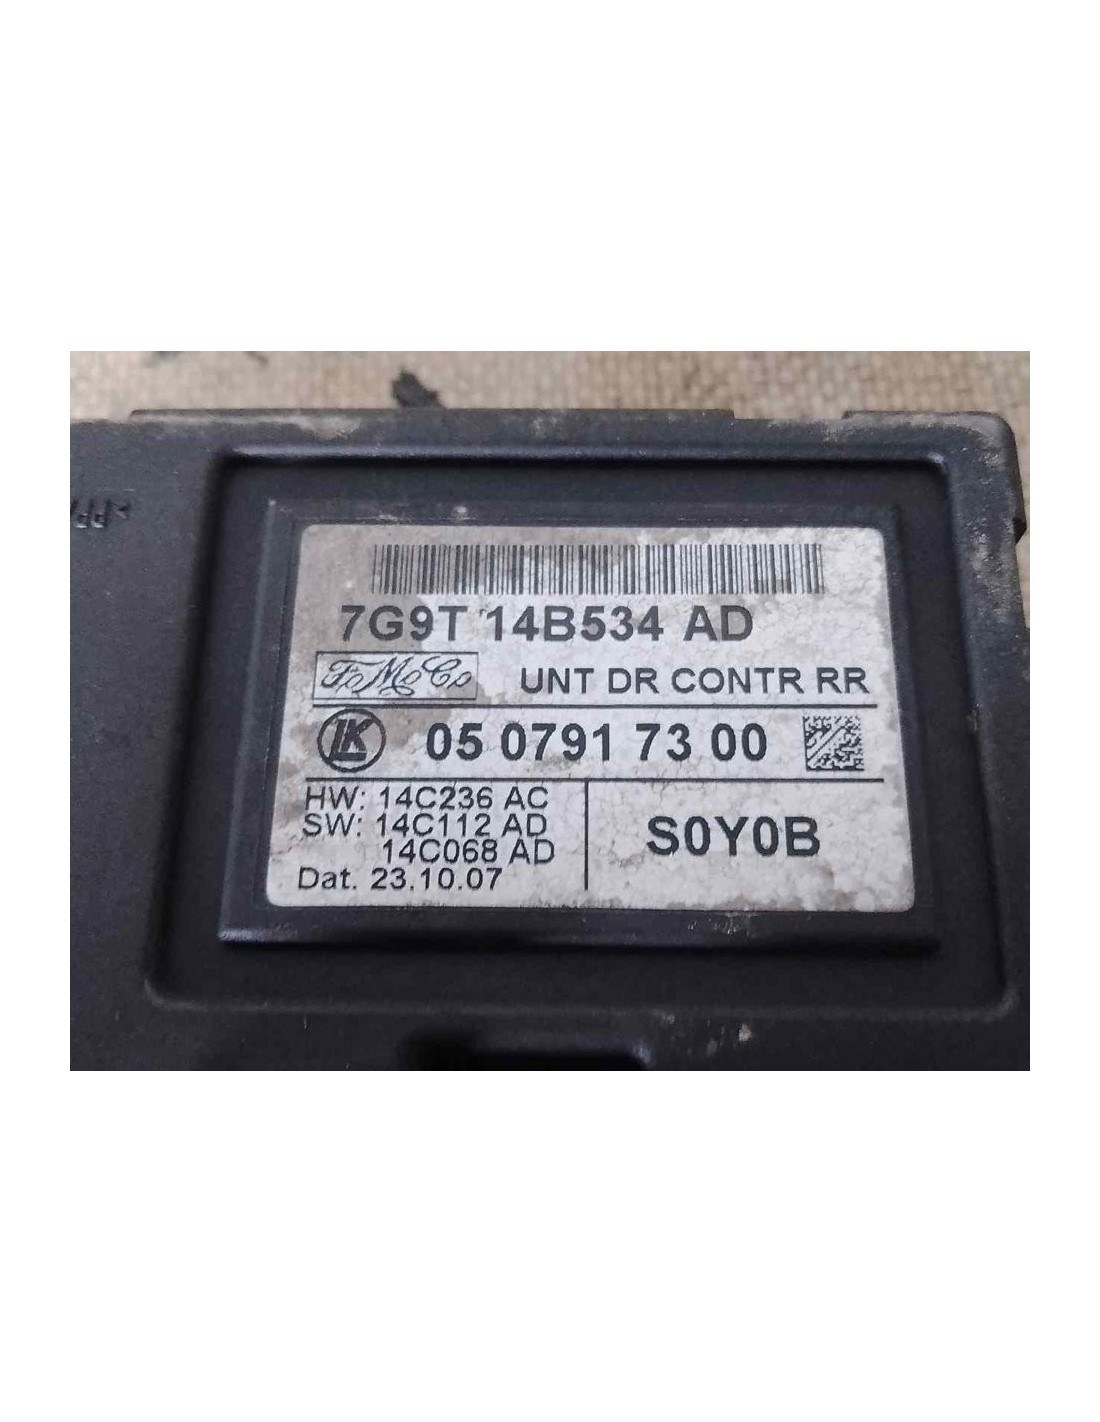 7G9T 14B534 AD
FoMoCo UNT DR CONTR RR
LK 05 0791 73 00
HW: 14C236 AC
SW: 14C112 AD
14C068 AD
Dat. 23.10.07
S0Y0B